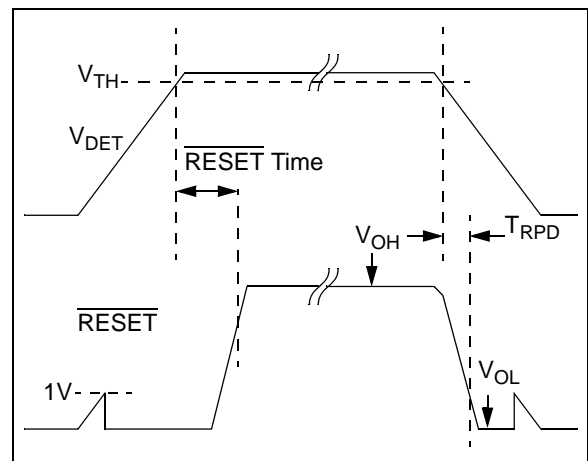 VTH
VDET
RESET Time
VOH
TRPD
RESET
1V
VOL